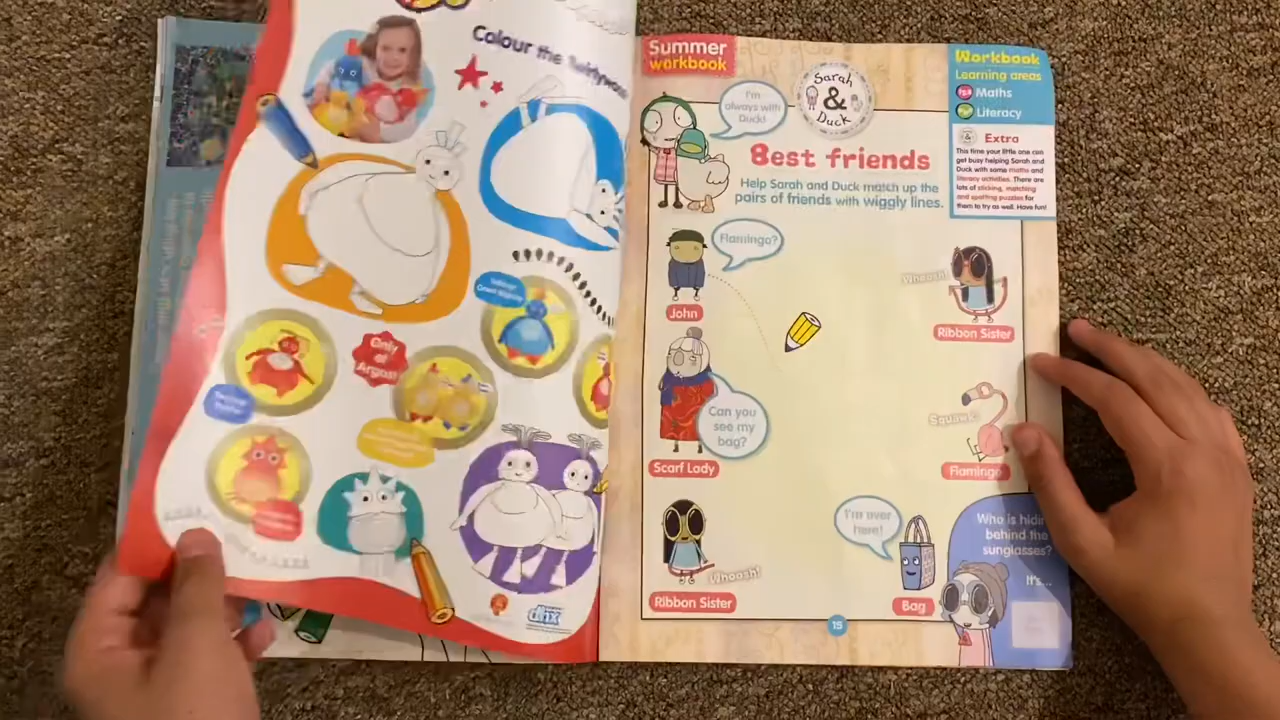 Colour the
Only
at
Argos!
dhx
Summer
workbook
I'm
always with
Duck!
Sarah
&
Duck
Workbook
Learning areas
Maths
Literacy
Extra
This time your little one can
get busy helping Sarah and
Duck with some maths and
literacy activities. There are
lots of sticking, matching
and spotting puzzles for
them to try as well. Have fun!
Best friends
Help Sarah and Duck match up the
pairs of friends with wiggly lines.
Flamingo?
John
Whoosh!
Ribbon Sister
Can you
see my
bag?
Scarf Lady
Squawk
Flamingo
Whoosh!
Ribbon Sister
I'm over
here!
Bag
Who is hidin
behind the
sunglasses?
It's...
15